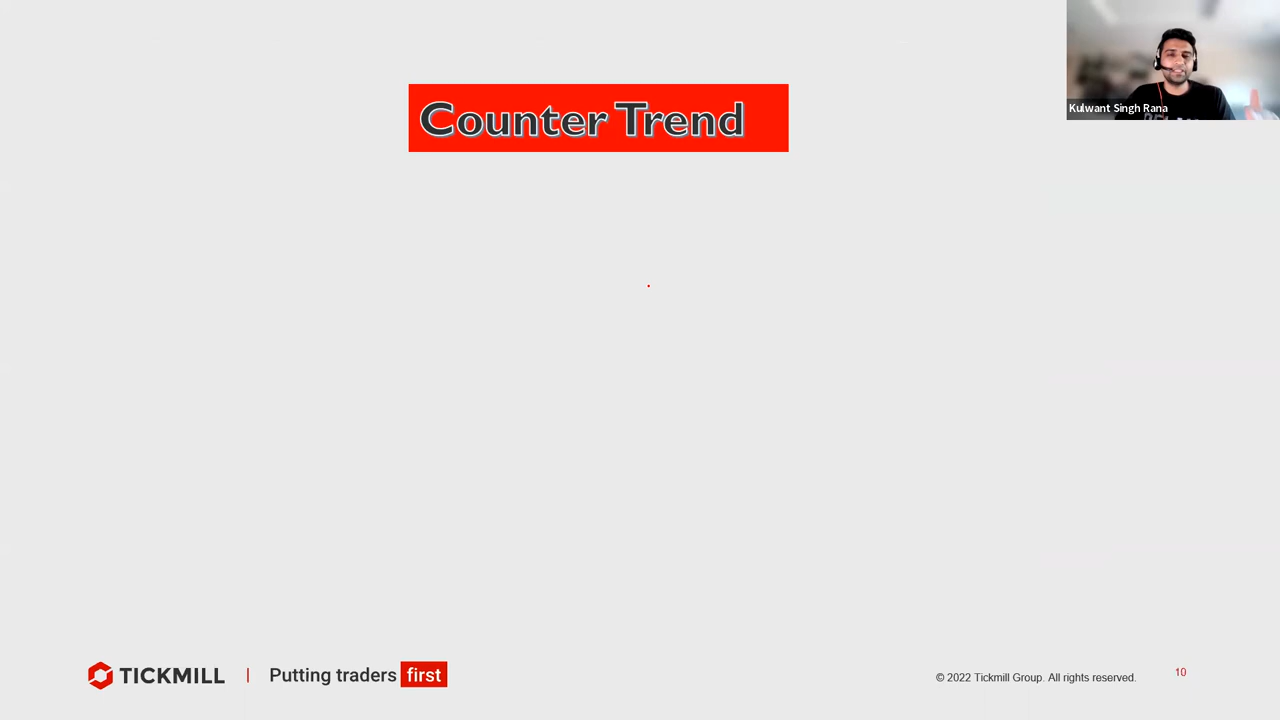 Counter Trend
Kulwant Singh Rana
TICKMILL | Putting traders first
© 2022 Tickmill Group. All rights reserved.
10